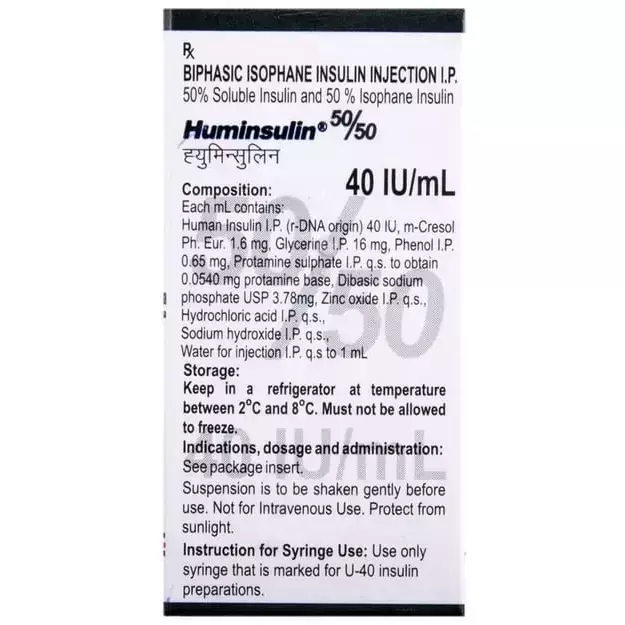 Rx
BIPHASIC ISOPHANE INSULIN INJECTION I.P.
50% Soluble Insulin and 50 % Isophane Insulin
Huminsulin® 50/50
ह्युमिन्सुलिन
40 IU/mL
50/50
Composition:
Each mL contains:
Human Insulin I.P. (r-DNA origin) 40 IU, m-Cresol
Ph. Eur. 1.6 mg, Glycerine I.P. 16 mg, Phenol I.P.
0.65 mg, Protamine sulphate I.P. q.s. to obtain
0.0540 mg protamine base, Dibasic sodium
phosphate USP 3.78mg, Zinc oxide I.P. q.s.,
Hydrochloric acid I.P. q.s.,
Sodium hydroxide I.P. q.s.,
Water for injection I.P. q.s to 1 mL
Storage:
Keep in a refrigerator at temperature
between 2°C and 8°C. Must not be allowed
to freeze.
40 IU/mL
Indications, dosage and administration:
See package insert.
Suspension is to be shaken gently before
use. Not for Intravenous Use. Protect from
sunlight.
Instruction for Syringe Use: Use only
syringe that is marked for U-40 insulin
preparations.